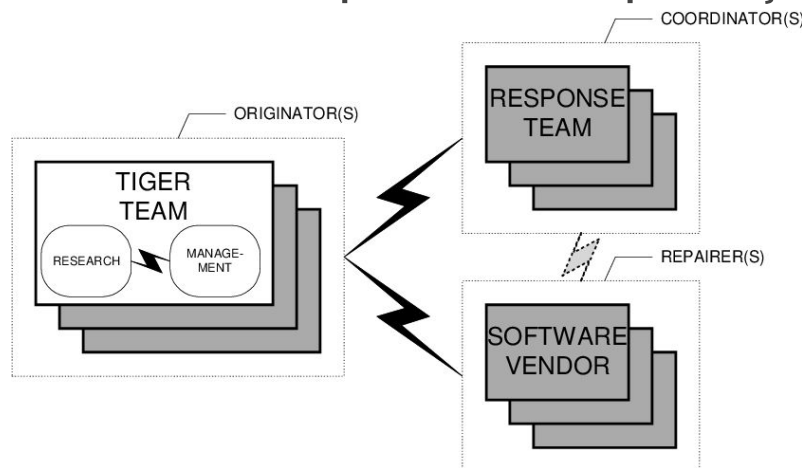 COORDINATOR(S)
RESPONSE
TEAM
ORIGINATOR(S)
TIGER
TEAM
RESEARCH
MANAGE-
MENT
REPAIRER(S)
SOFTWARE
VENDOR